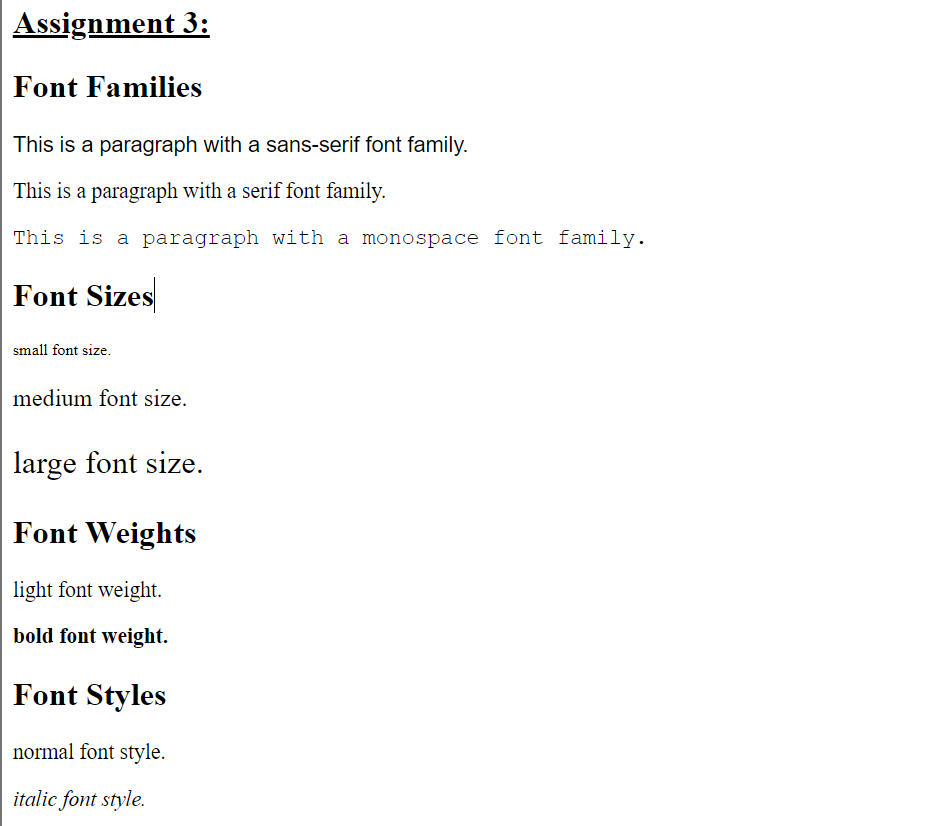 Assignment 3:
Font Families
This is a paragraph with a sans-serif font family.
This is a paragraph with a serif font family.
This is a paragraph with a monospace font family.
Font Sizes
small font size.
medium font size.
large font size.
Font Weights
light font weight.
bold font weight.
Font Styles
normal font style.
italic font style.